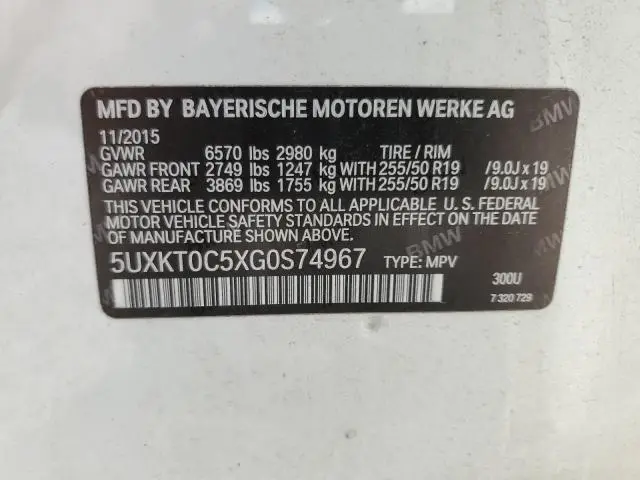 MFD BY BAYERISCHE MOTOREN WERKE AG
11/2015
GVWR 6570 lbs 2980 kg TIRE / RIM
GAWR FRONT 2749 lbs 1247 kg WITH 255/50 R19 /9.0J x 19
GAWR REAR 3869 lbs 1755 kg WITH 255/50 R19 /9.0J x 19
THIS VEHICLE CONFORMS TO ALL APPLICABLE U. S. FEDERAL
MOTOR VEHICLE SAFETY STANDARDS IN EFFECT ON THE DATE
OF MANUFACTURE SHOWN ABOVE.
5UXKT0C5XG0S74967 TYPE: MPV 300U
7 320 729
BMW
BMW
BMW